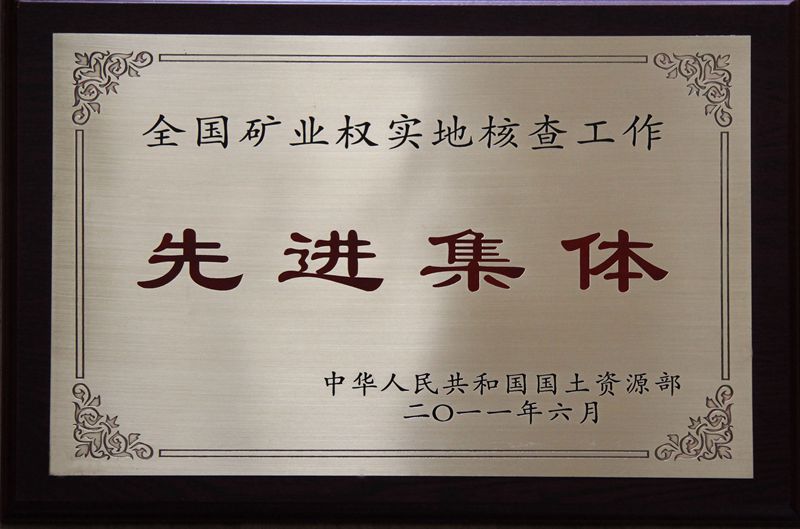 全国矿业权实地核查工作
先进集体
中华人民共和国国土资源部
二〇一一年六月